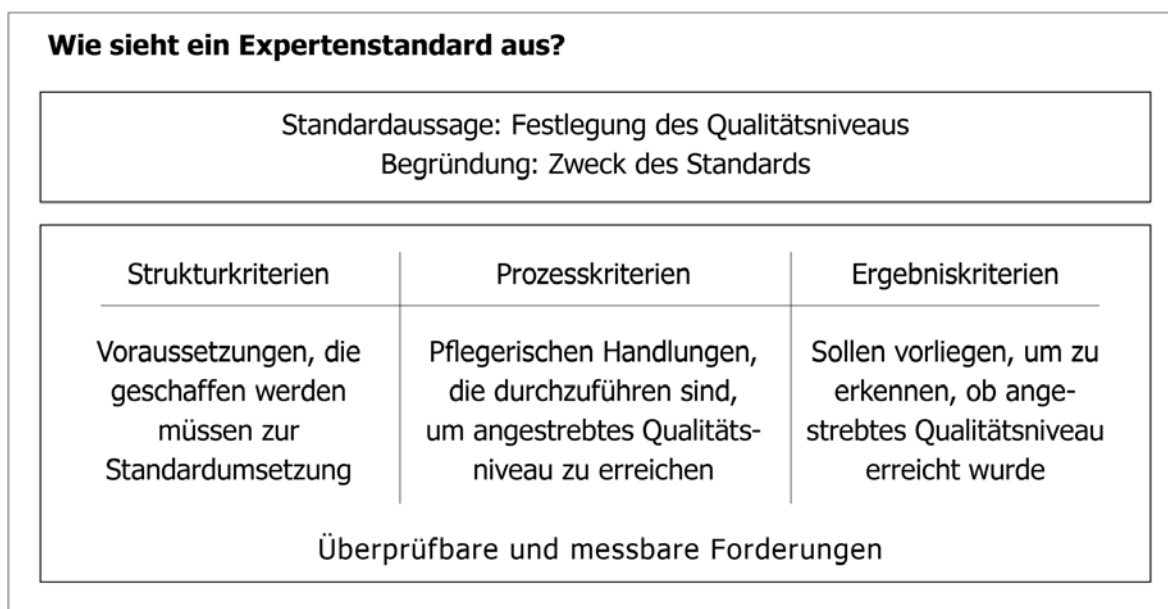 Wie sieht ein Expertenstandard aus?
Standardaussage: Festlegung des Qualitätsniveaus
Begründung: Zweck des Standards
Strukturkriterien
Voraussetzungen, die
geschaffen werden
müssen zur
Standardumsetzung
Prozesskriterien
Pflegerischen Handlungen,
die durchzuführen sind,
um angestrebtes Qualitäts-
niveau zu erreichen
Ergebniskriterien
Sollen vorliegen, um zu
erkennen, ob ange-
strebtes Qualitätsniveau
erreicht wurde
Überprüfbare und messbare Forderungen